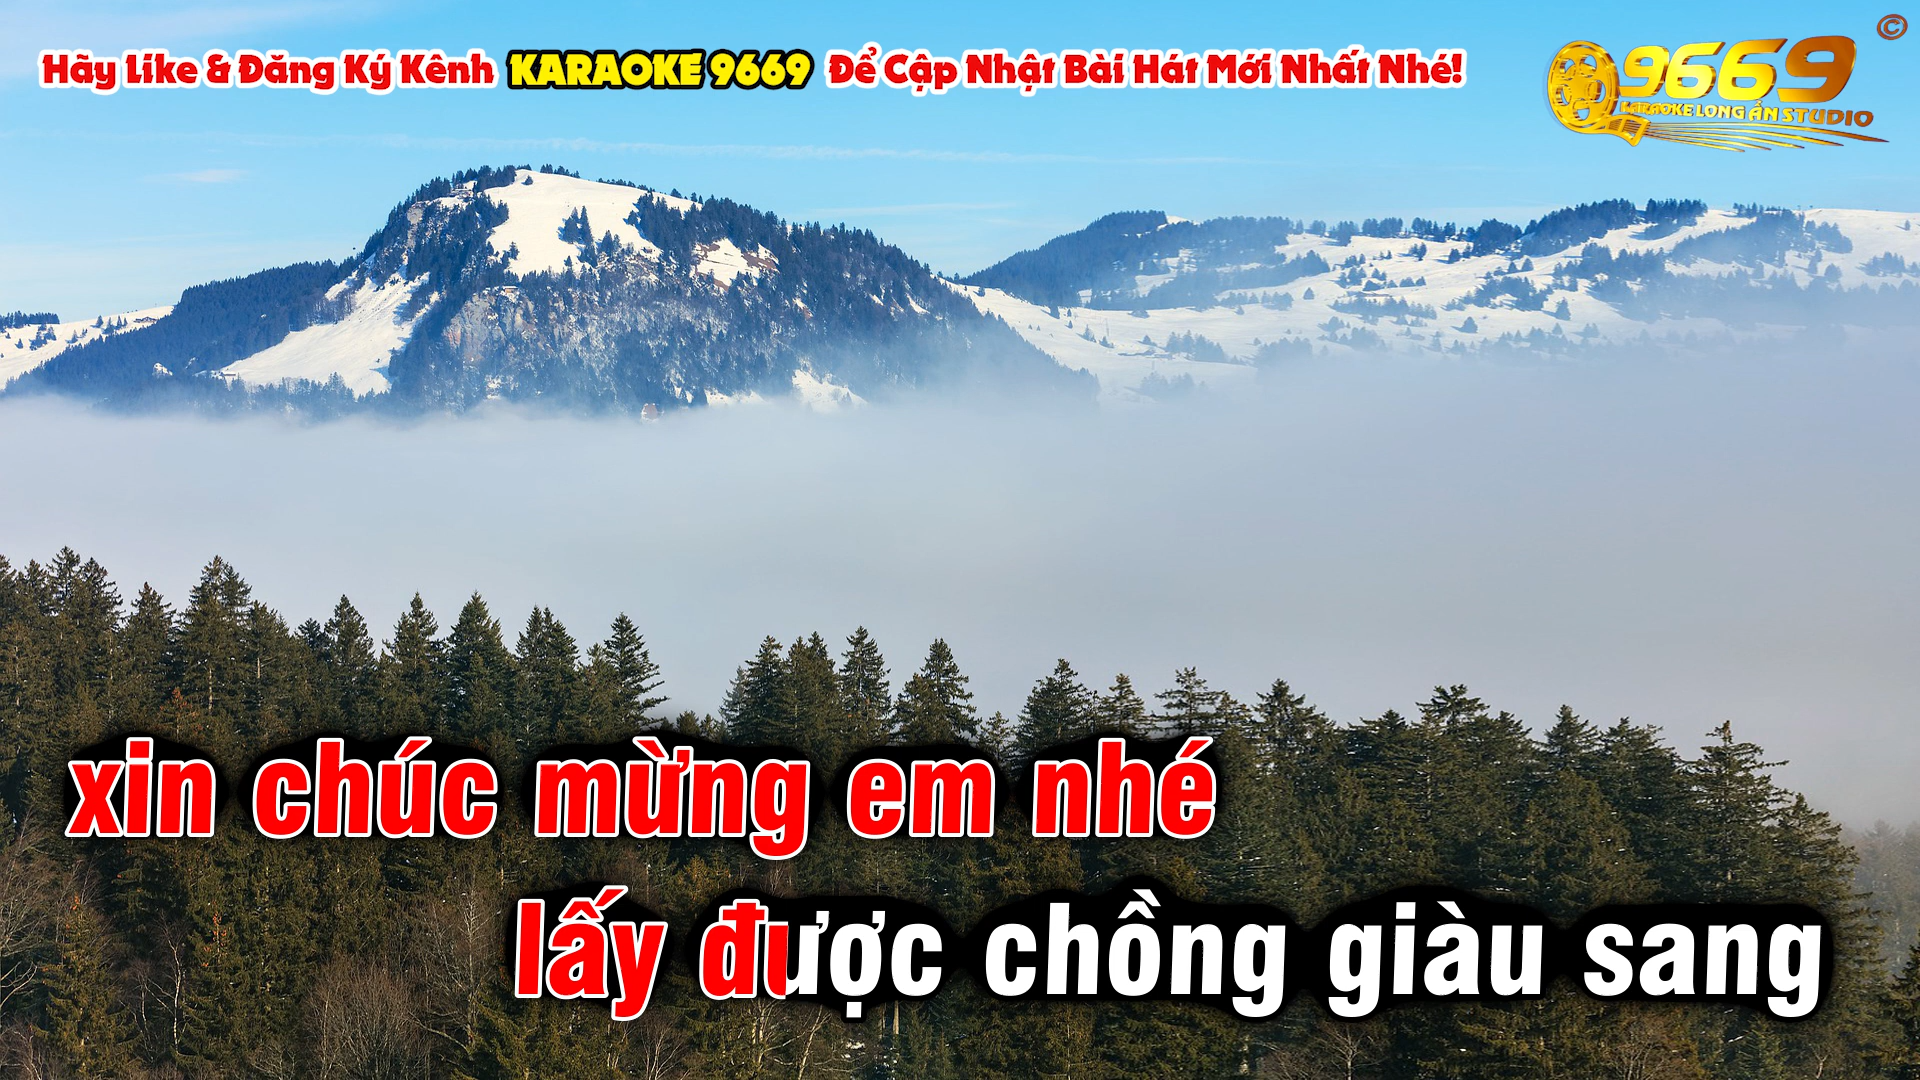 Hãy Like & Đăng Ký Kênh KARAOKE 9669 Để Cập Nhật Bài Hát Mới Nhất Nhé!
©
9669
KARAOKE LONG ẨN STUDIO
xin chúc mừng em nhé
lấy được chồng giàu sang